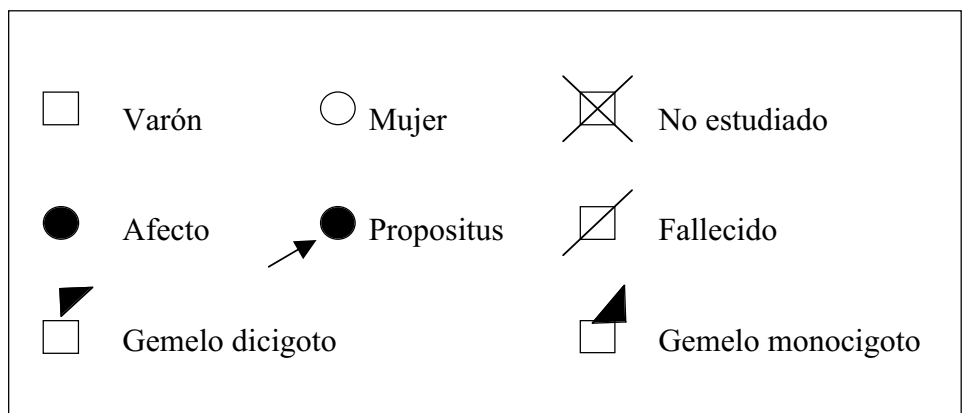 Varón Mujer No estudiado
Afecto Propositus Fallecido
Gemelo dicigoto Gemelo monocigoto